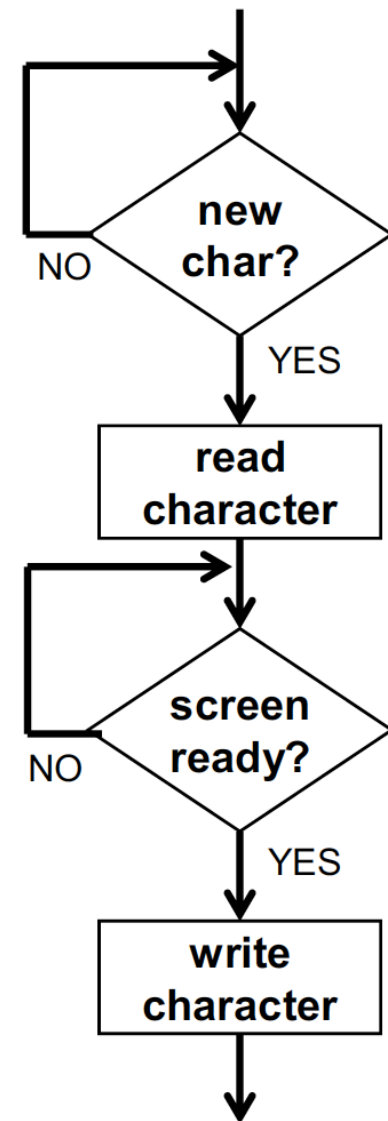 new
char?
NO
YES
read
character
screen
ready?
NO
YES
write
character